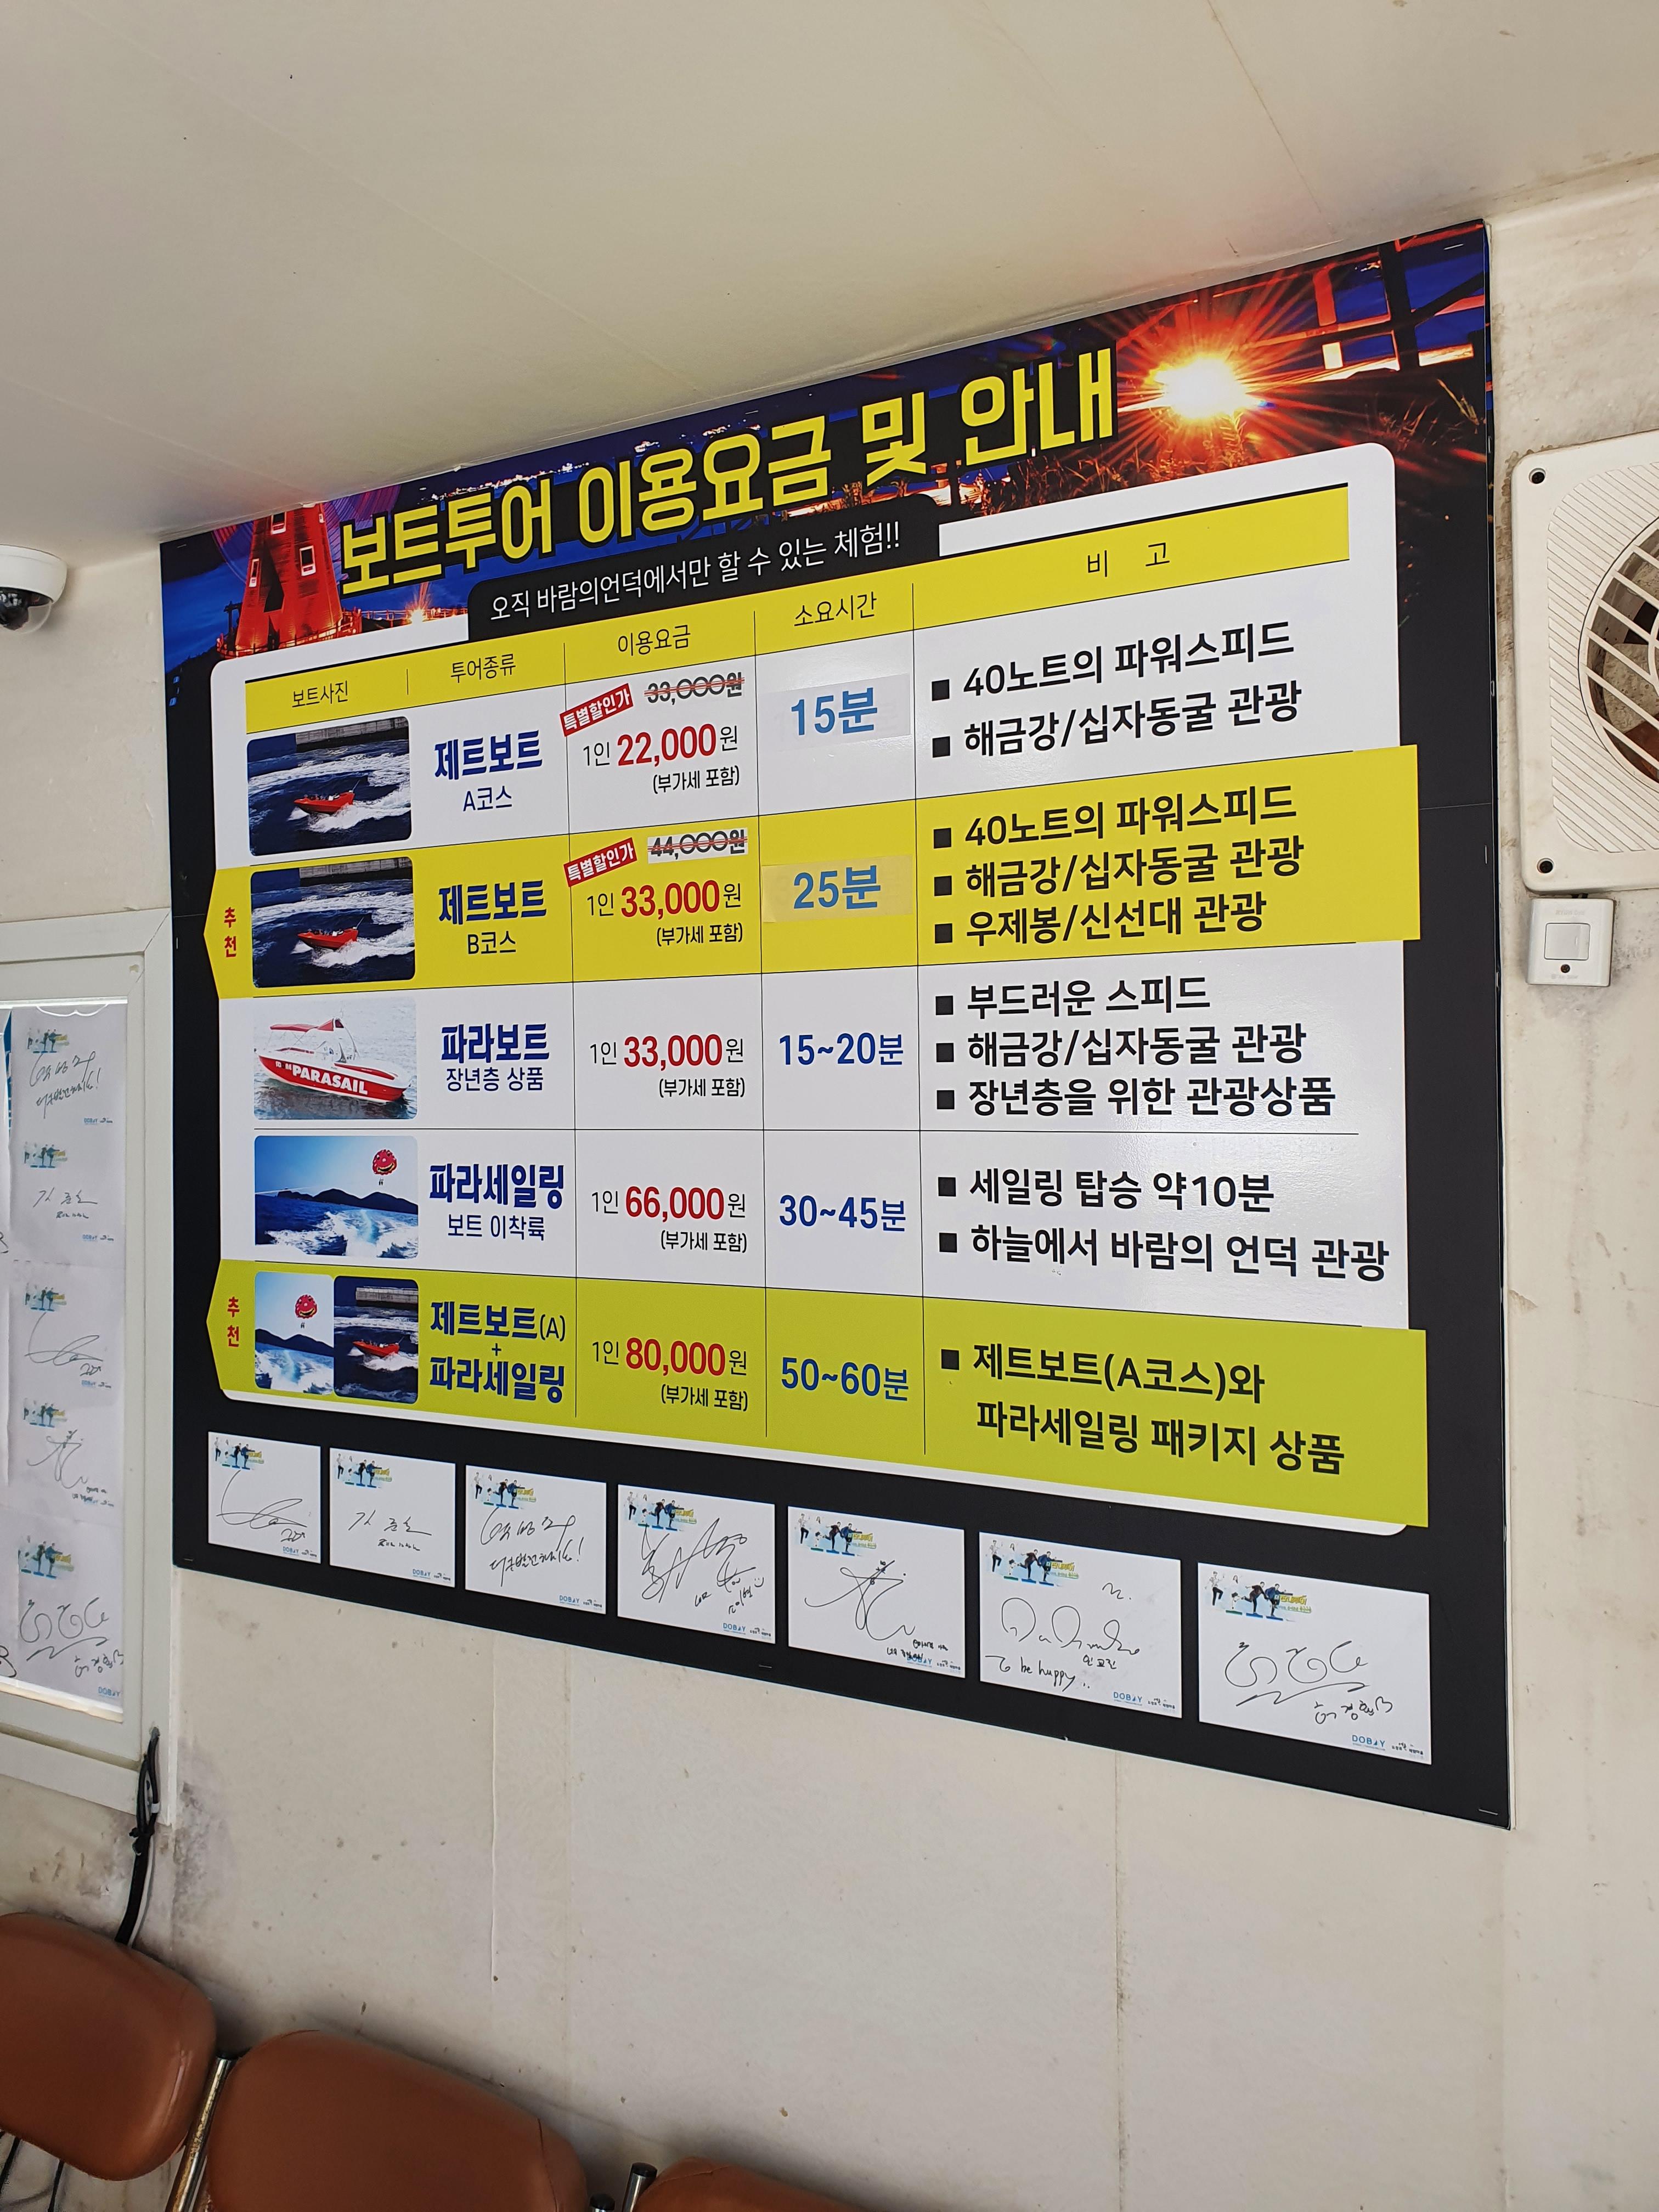 보트투어 이용요금 및 안내
오직 바람의언덕에서만 할 수 있는 체험!!
보트사진 투어종류 이용요금 소요시간 비 고
제트보트
A코스
특별할인가 33,000원
1인 22,000원
(부가세 포함)
15분
■ 40노트의 파워스피드
■ 해금강/십자동굴 관광
추천
제트보트
B코스
특별할인가 44,000원
1인 33,000원
(부가세 포함)
25분
■ 40노트의 파워스피드
■ 해금강/십자동굴 관광
■ 우제봉/신선대 관광
PARASAIL
파라보트
장년층 상품
1인 33,000원
(부가세 포함)
15~20분
■ 부드러운 스피드
■ 해금강/십자동굴 관광
■ 장년층을 위한 관광상품
파라세일링
보트 이착륙
1인 66,000원
(부가세 포함)
30~45분
■ 세일링 탑승 약10분
■ 하늘에서 바람의 언덕 관광
추천
제트보트(A)
+
파라세일링
1인 80,000원
(부가세 포함)
50~60분
■ 제트보트(A코스)와
파라세일링 패키지 상품
DOBAY
DOBAY
DOBAY
DOBAY
DOBAY
To be happy..
DOBAY
DOBAY